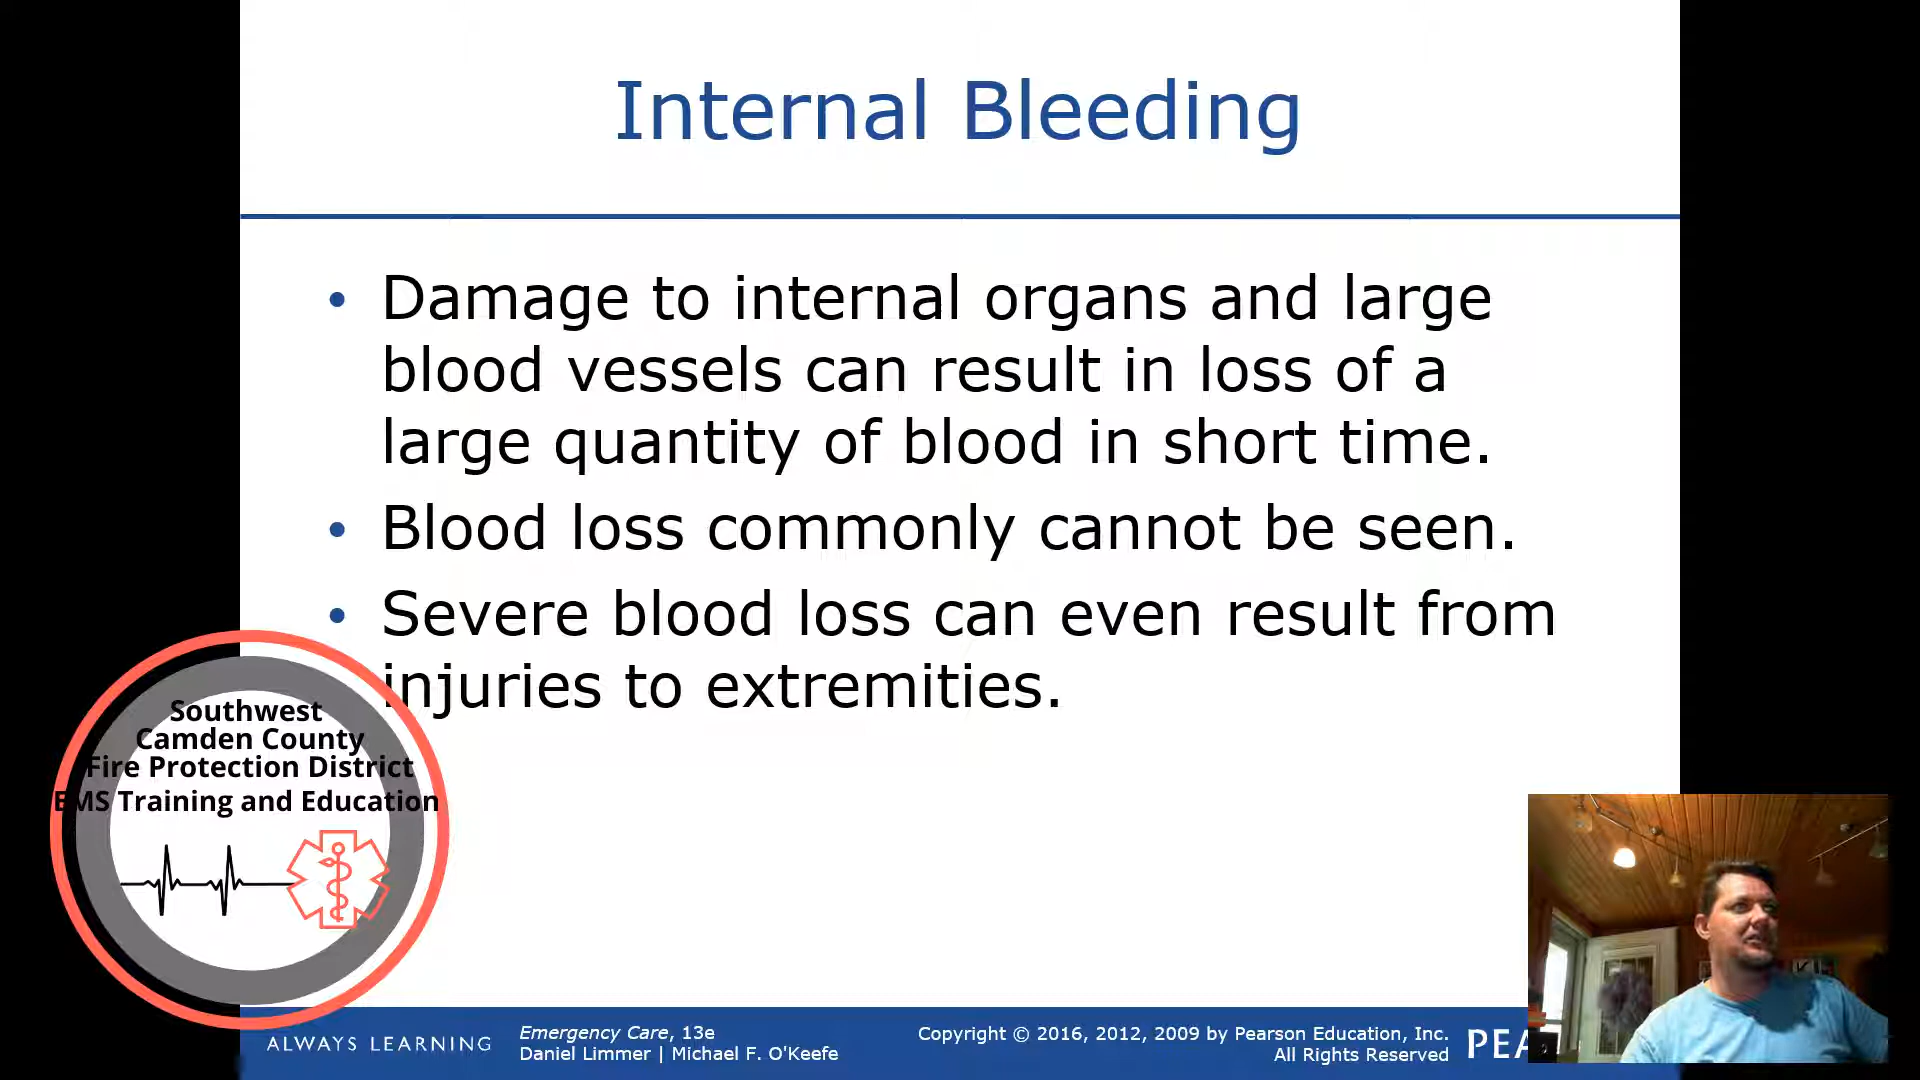 Internal Bleeding
• Damage to internal organs and large
blood vessels can result in loss of a
large quantity of blood in short time.
• Blood loss commonly cannot be seen.
• Severe blood loss can even result from
injuries to extremities.
Southwest
Camden County
Fire Protection District
EMS Training and Education
ALWAYS LEARNING
Emergency Care, 13e
Daniel Limmer | Michael F. O'Keefe
Copyright © 2016, 2012, 2009 by Pearson Education, Inc.
All Rights Reserved